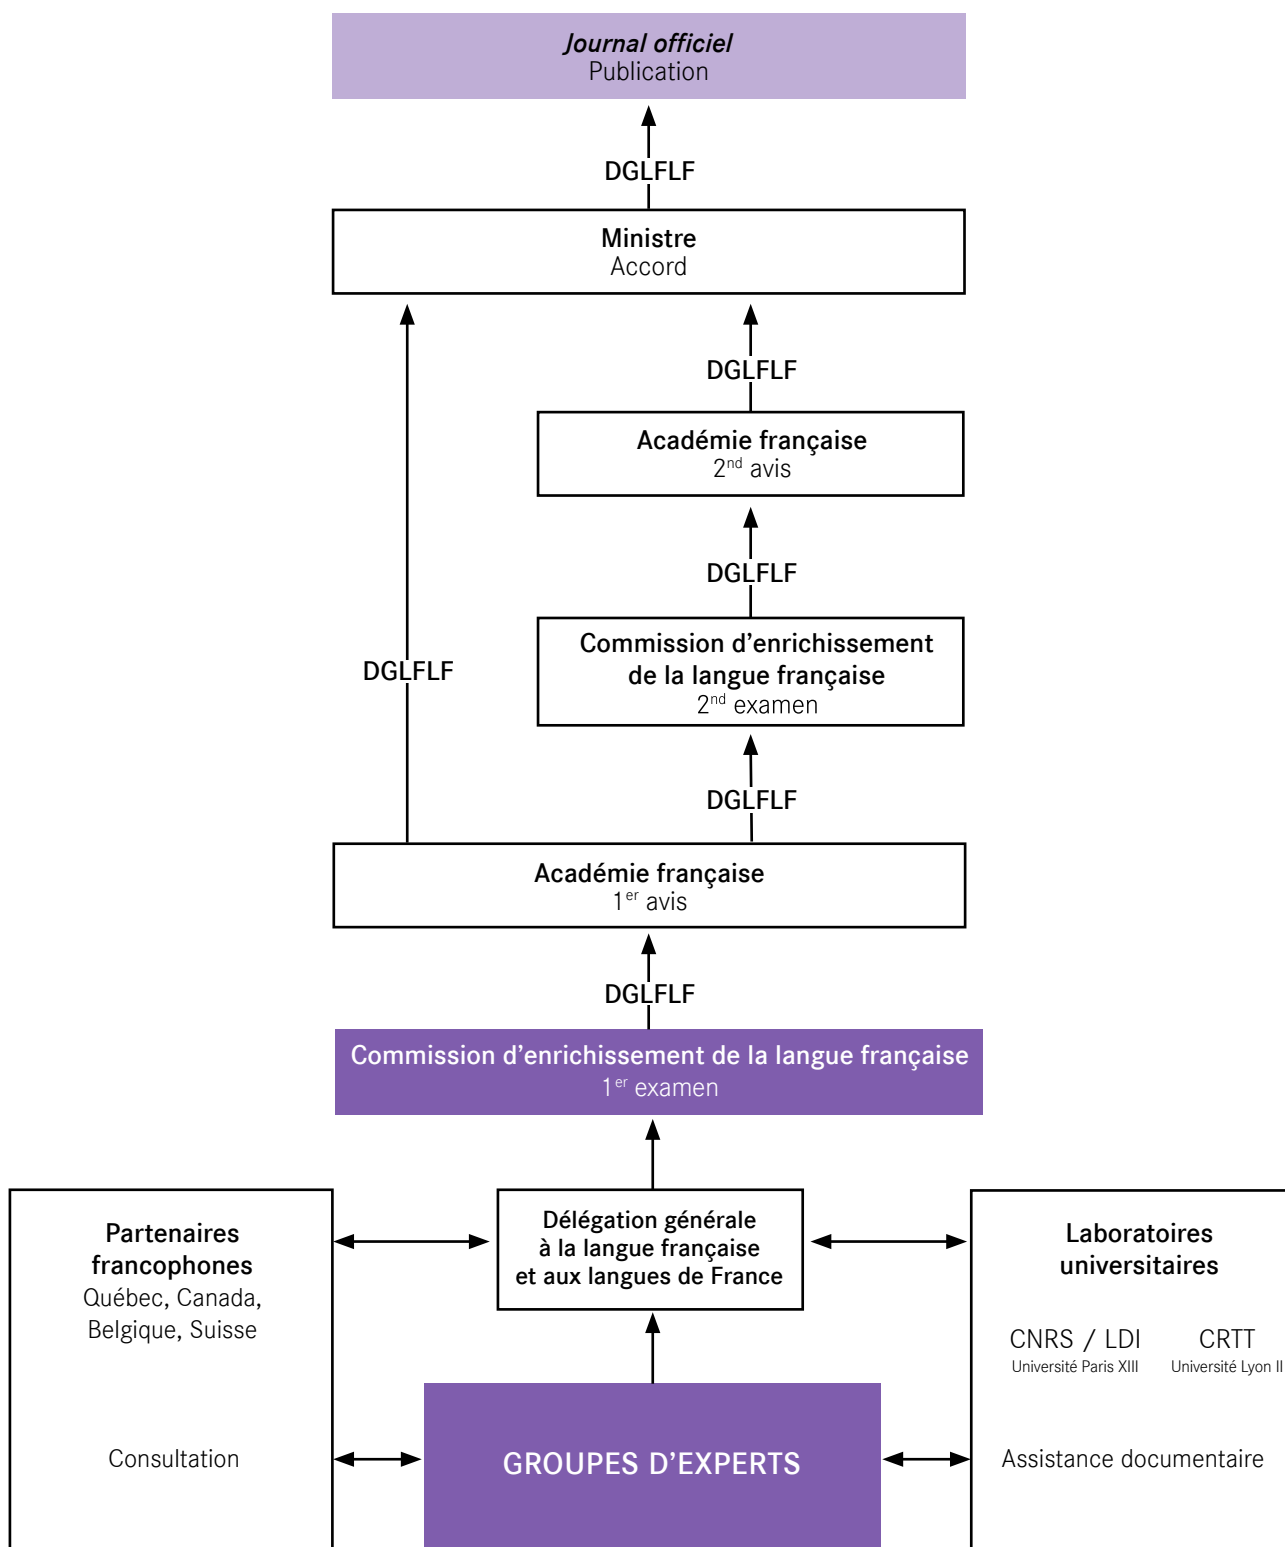 Journal officiel
Publication
DGLFLF
Ministre
Accord
DGLFLF
Académie française
2nd avis
DGLFLF
Commission d’enrichissement
de la langue française
2nd examen
DGLFLF
DGLFLF
Académie française
1er avis
DGLFLF
Commission d’enrichissement de la langue française
1er examen
Partenaires
francophones
Québec, Canada,
Belgique, Suisse
Consultation
Délégation générale
à la langue française
et aux langues de France
GROUPES D’EXPERTS
Laboratoires
universitaires
CNRS / LDI
Université Paris XIII
CRTT
Université Lyon II
Assistance documentaire